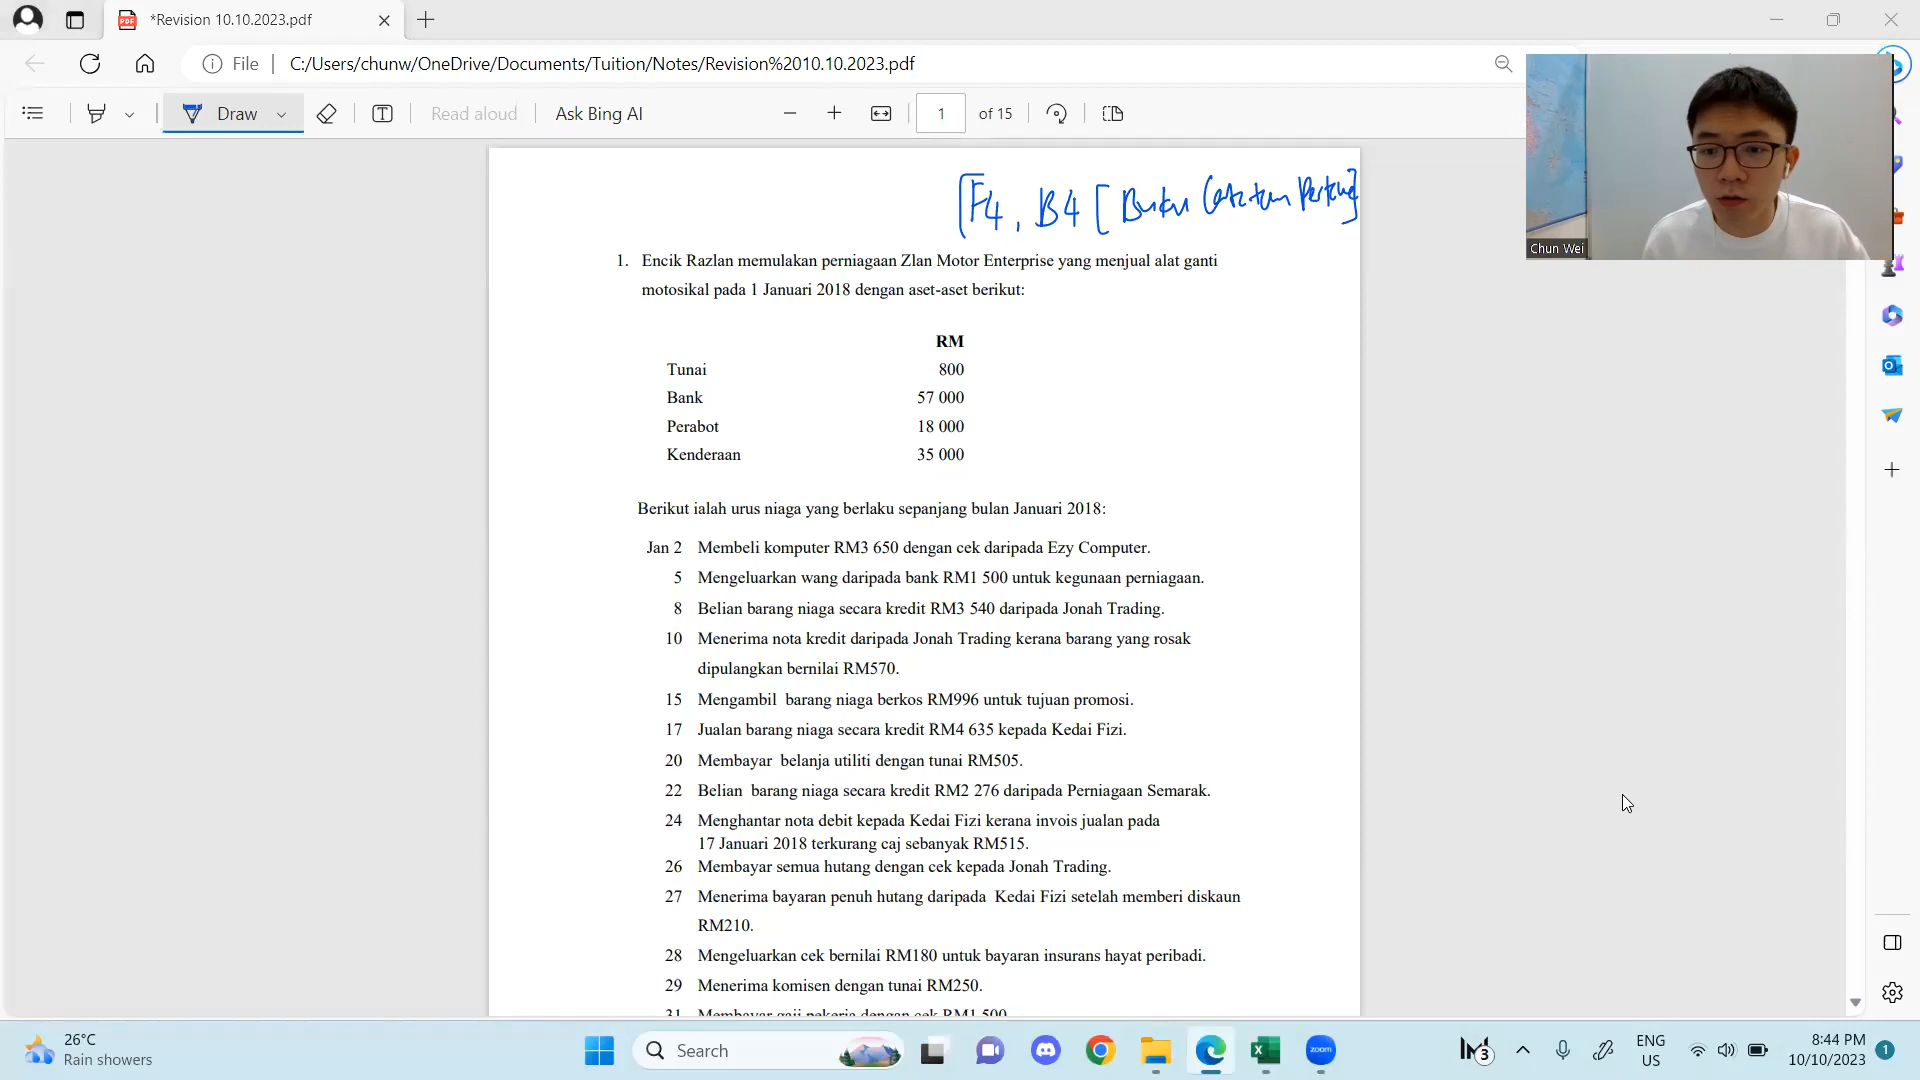 *Revision 10.10.2023.pdf
File C:/Users/chunw/OneDrive/Documents/Tuition/Notes/Revision%2010.10.2023.pdf
Draw Read aloud Ask Bing AI 1 of 15
F4, B4 [Buku Catatan Pertama]
Chun Wei
1. Encik Razlan memulakan perniagaan Zlan Motor Enterprise yang menjual alat ganti
motosikal pada 1 Januari 2018 dengan aset-aset berikut:
RM
Tunai 800
Bank 57 000
Perabot 18 000
Kenderaan 35 000
Berikut ialah urus niaga yang berlaku sepanjang bulan Januari 2018:
Jan 2 Membeli komputer RM3 650 dengan cek daripada Ezy Computer.
5 Mengeluarkan wang daripada bank RM1 500 untuk kegunaan perniagaan.
8 Belian barang niaga secara kredit RM3 540 daripada Jonah Trading.
10 Menerima nota kredit daripada Jonah Trading kerana barang yang rosak
dipulangkan bernilai RM570.
15 Mengambil barang niaga berkos RM996 untuk tujuan promosi.
17 Jualan barang niaga secara kredit RM4 635 kepada Kedai Fizi.
20 Membayar belanja utiliti dengan tunai RM505.
22 Belian barang niaga secara kredit RM2 276 daripada Perniagaan Semarak.
24 Menghantar nota debit kepada Kedai Fizi kerana invois jualan pada
17 Januari 2018 terkurang caj sebanyak RM515.
26 Membayar semua hutang dengan cek kepada Jonah Trading.
27 Menerima bayaran penuh hutang daripada Kedai Fizi setelah memberi diskaun
RM210.
28 Mengeluarkan cek bernilai RM180 untuk bayaran insurans hayat peribadi.
29 Menerima komisen dengan tunai RM250.
31 Membayar gaji pekerja dengan cek RM1 500
26°C
Rain showers
Search
zoom
3
ENG
US
8:44 PM
10/10/2023
1